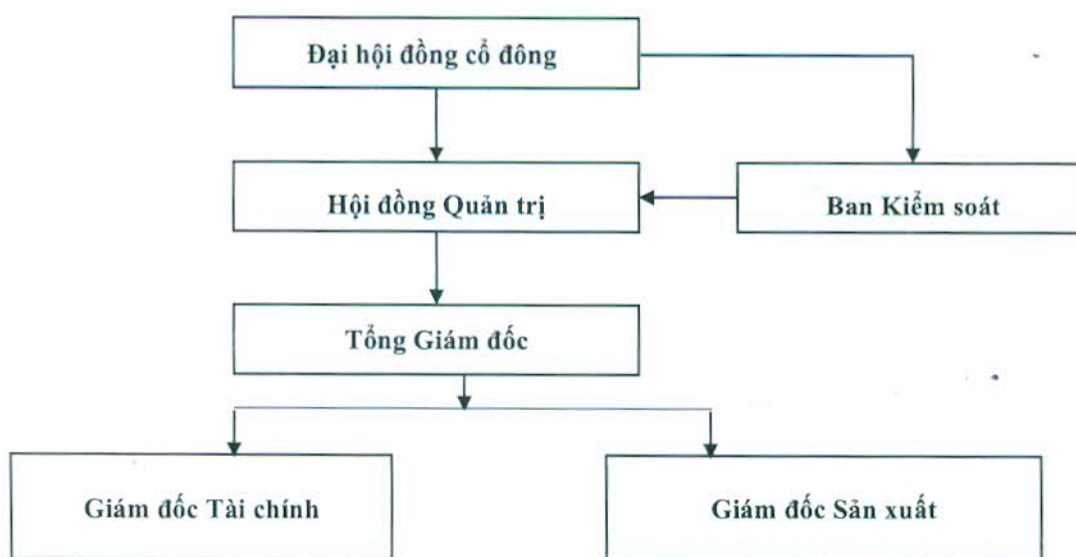 Đại hội đồng cổ đông
Hội đồng Quản trị
Ban Kiểm soát
Tổng Giám đốc
Giám đốc Tài chính
Giám đốc Sản xuất